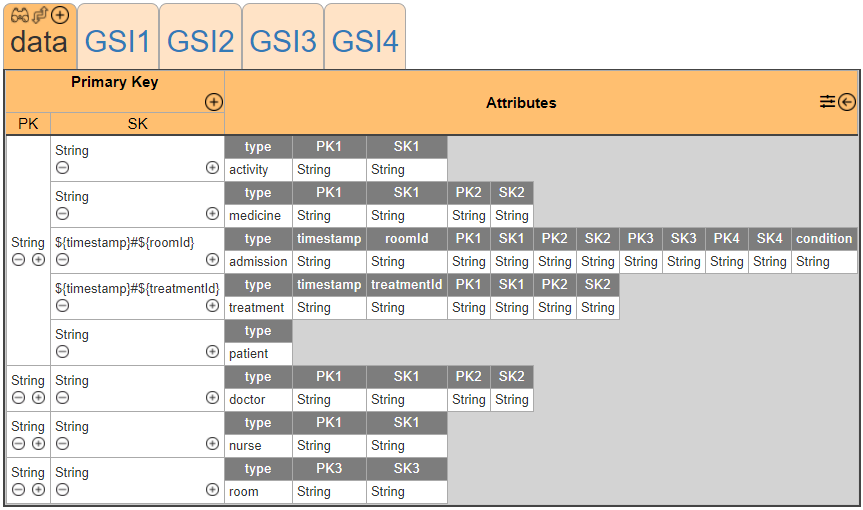 data GSI1 GSI2 GSI3 GSI4
Primary Key
Attributes
PK SK
String
String
type PK1 SK1
activity String String
String
type PK1 SK1 PK2 SK2
medicine String String String String
${timestamp}#${roomId}
type timestamp roomId PK1 SK1 PK2 SK2 PK3 SK3 PK4 SK4 condition
admission String String String String String String String String String String String
${timestamp}#${treatmentId}
type timestamp treatmentId PK1 SK1 PK2 SK2
treatment String String String String String String
String
type
patient
String String
type PK1 SK1 PK2 SK2
doctor String String String String
String String
type PK1 SK1
nurse String String
String String
type PK3 SK3
room String String